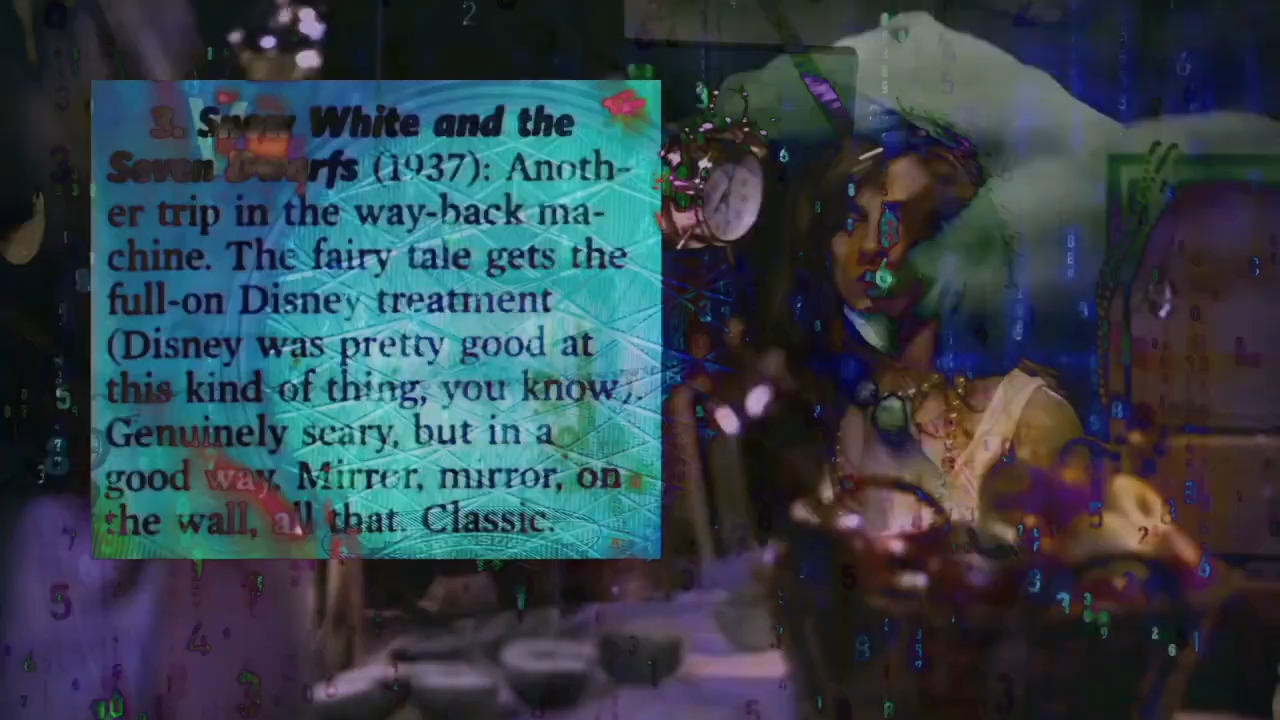 3. Snow White and the
Seven Dwarfs (1937): Anoth-
er trip in the way-back ma-
chine. The fairy tale gets the
full-on Disney treatment
(Disney was pretty good at
this kind of thing, you know).
Genuinely scary, but in a
good way. Mirror, mirror, on
the wall, all that. Classic.